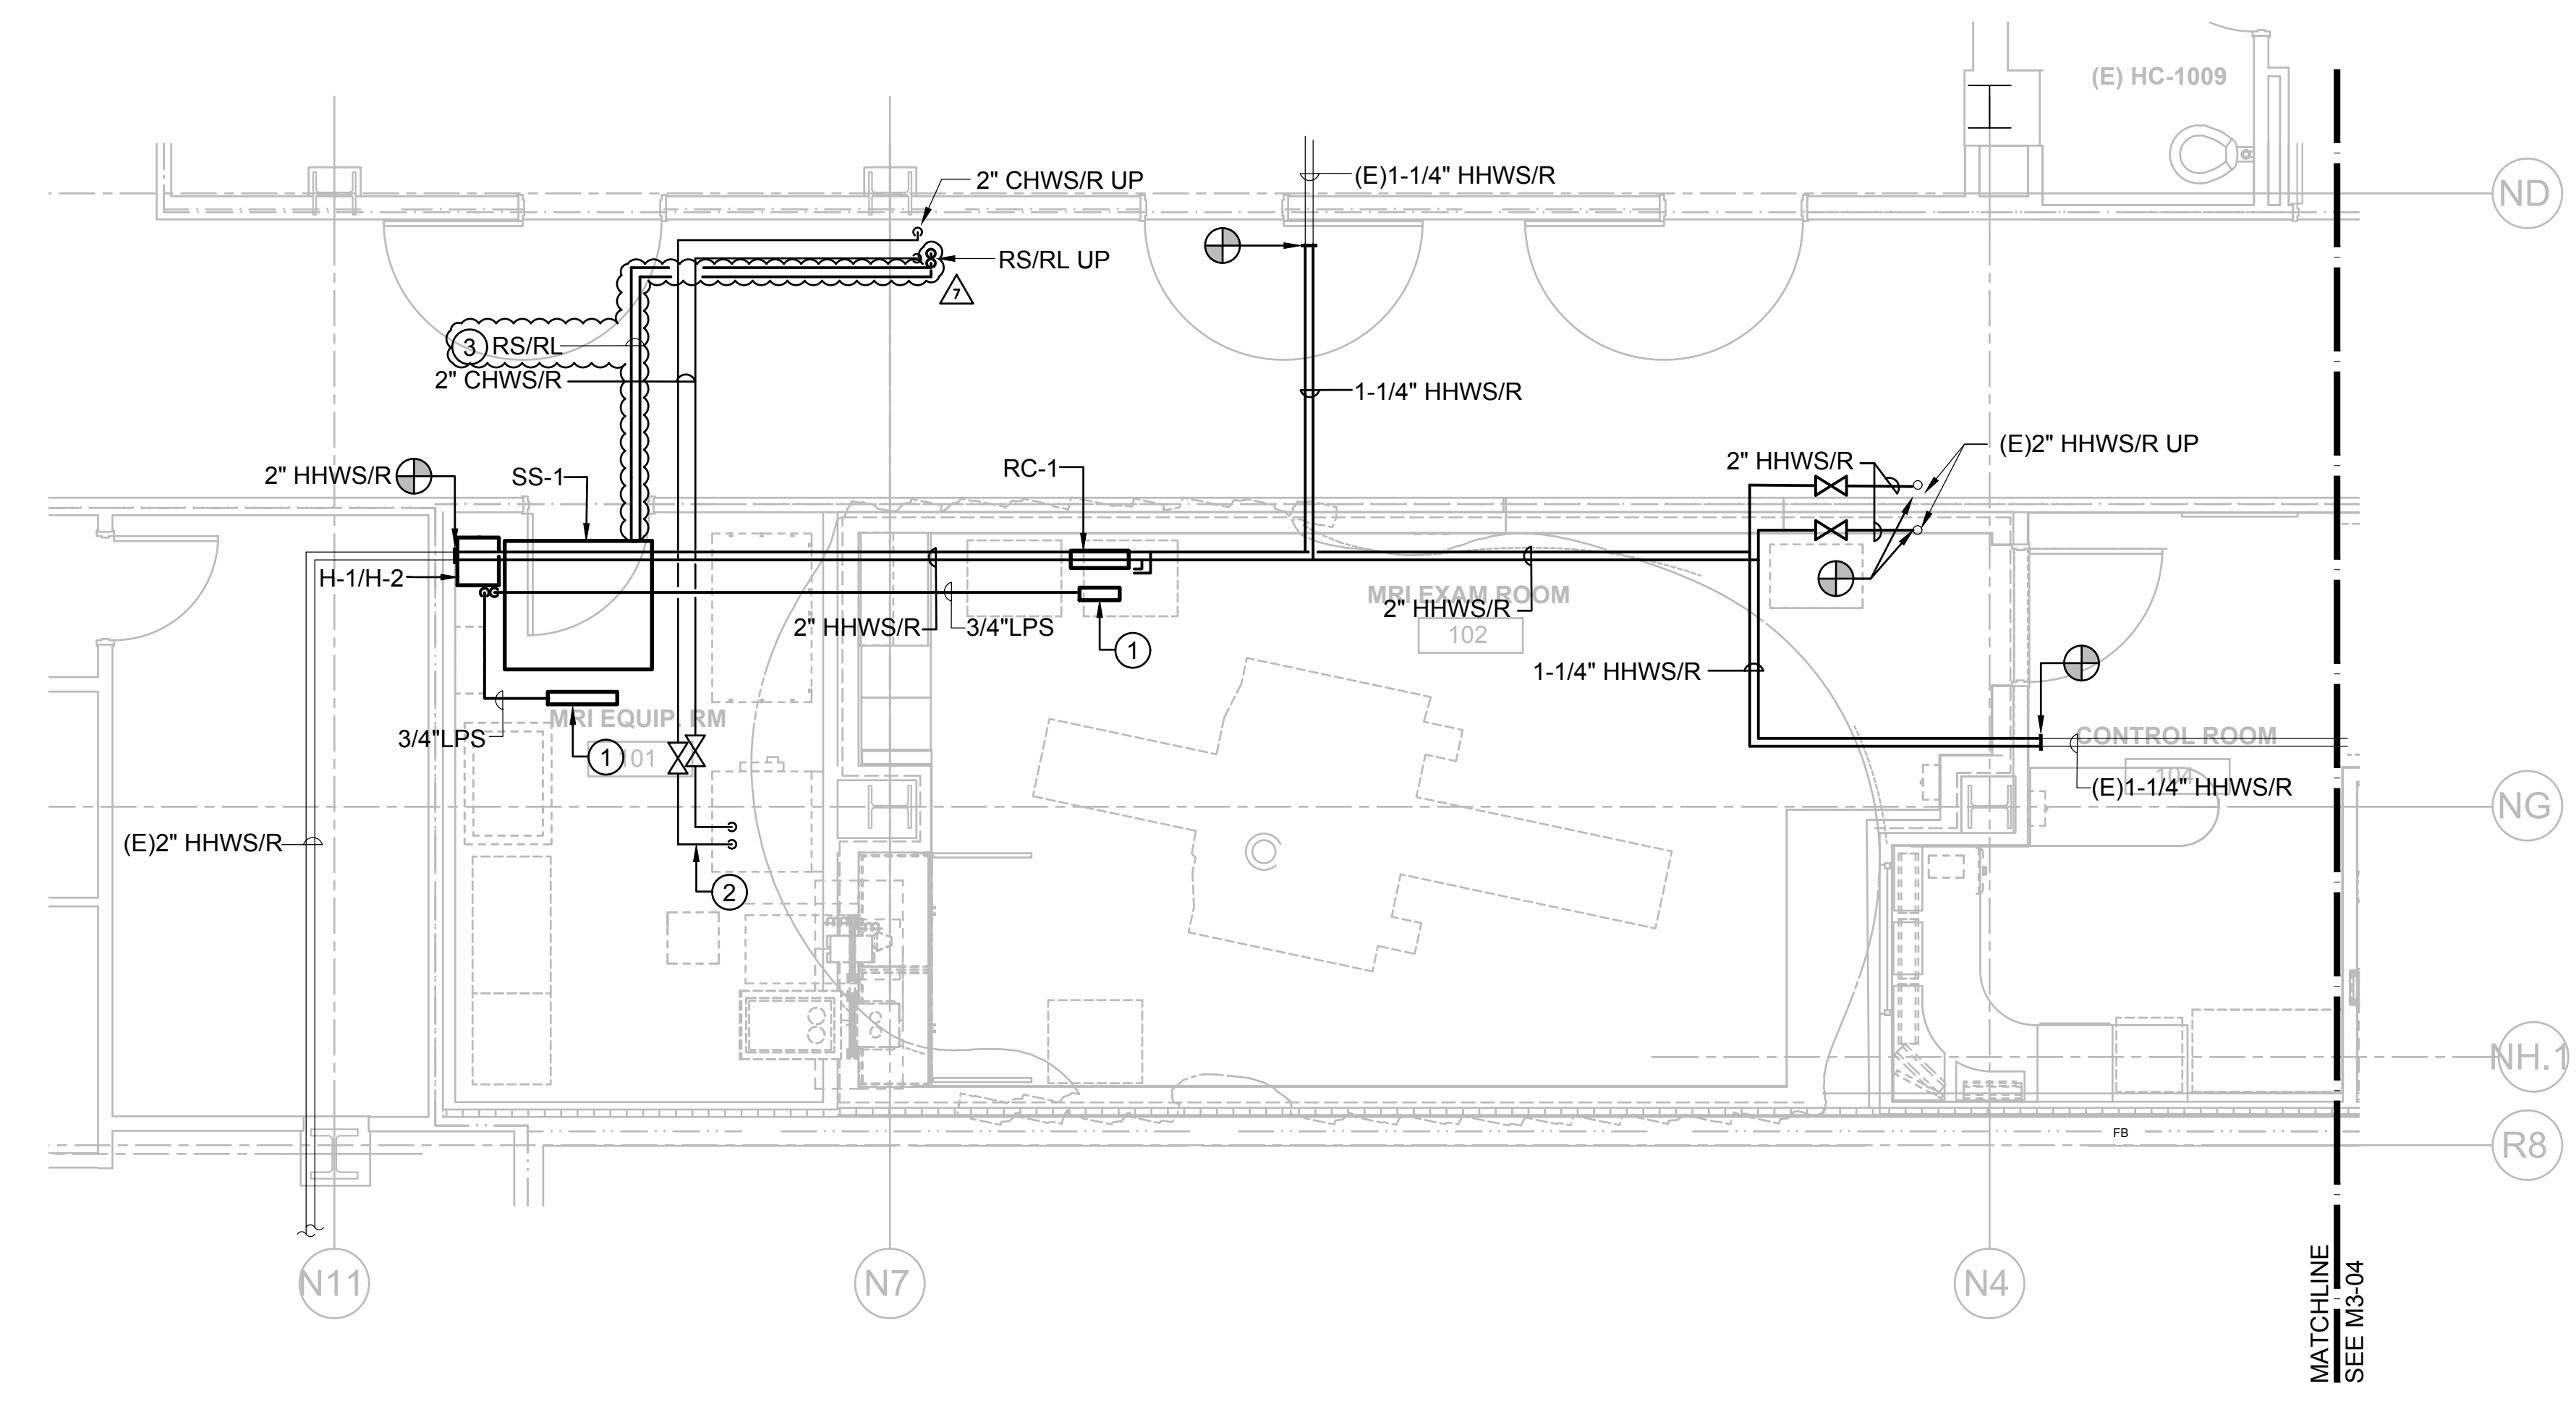 (E) HC-1009
2" CHWS/R UP
(E)1-1/4" HHWS/R
ND
RS/RL UP
7
3 RS/RL
2" CHWS/R
1-1/4" HHWS/R
2" HHWS/R
SS-1
RC-1
2" HHWS/R
(E)2" HHWS/R UP
H-1/H-2
MRI EXAM ROOM
102
2" HHWS/R
3/4"LPS
2" HHWS/R
1
1-1/4" HHWS/R
MRI EQUIP. RM
101
3/4"LPS
1
CONTROL ROOM
104
(E)1-1/4" HHWS/R
NG
(E)2" HHWS/R
2
NH.1
FB
R8
N11
N7
N4
MATCHLINE
SEE M3-04